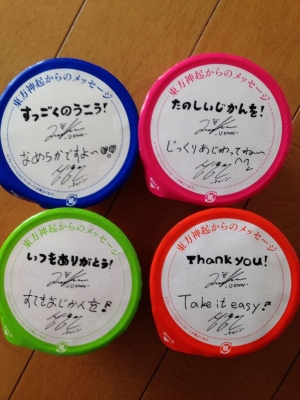 東方神起からのメッセージ
すっごくのうこう!
-U KNOW-
なめらかですよ〜
東方神起からのメッセージ
たのしいじかんを!
-U KNOW-
じっくりあじわってね〜
東方神起からのメッセージ
いつもありがとう!
-U KNOW-
すてきなじかんを
東方神起からのメッセージ
Thank you!
-U KNOW-
Take it easy